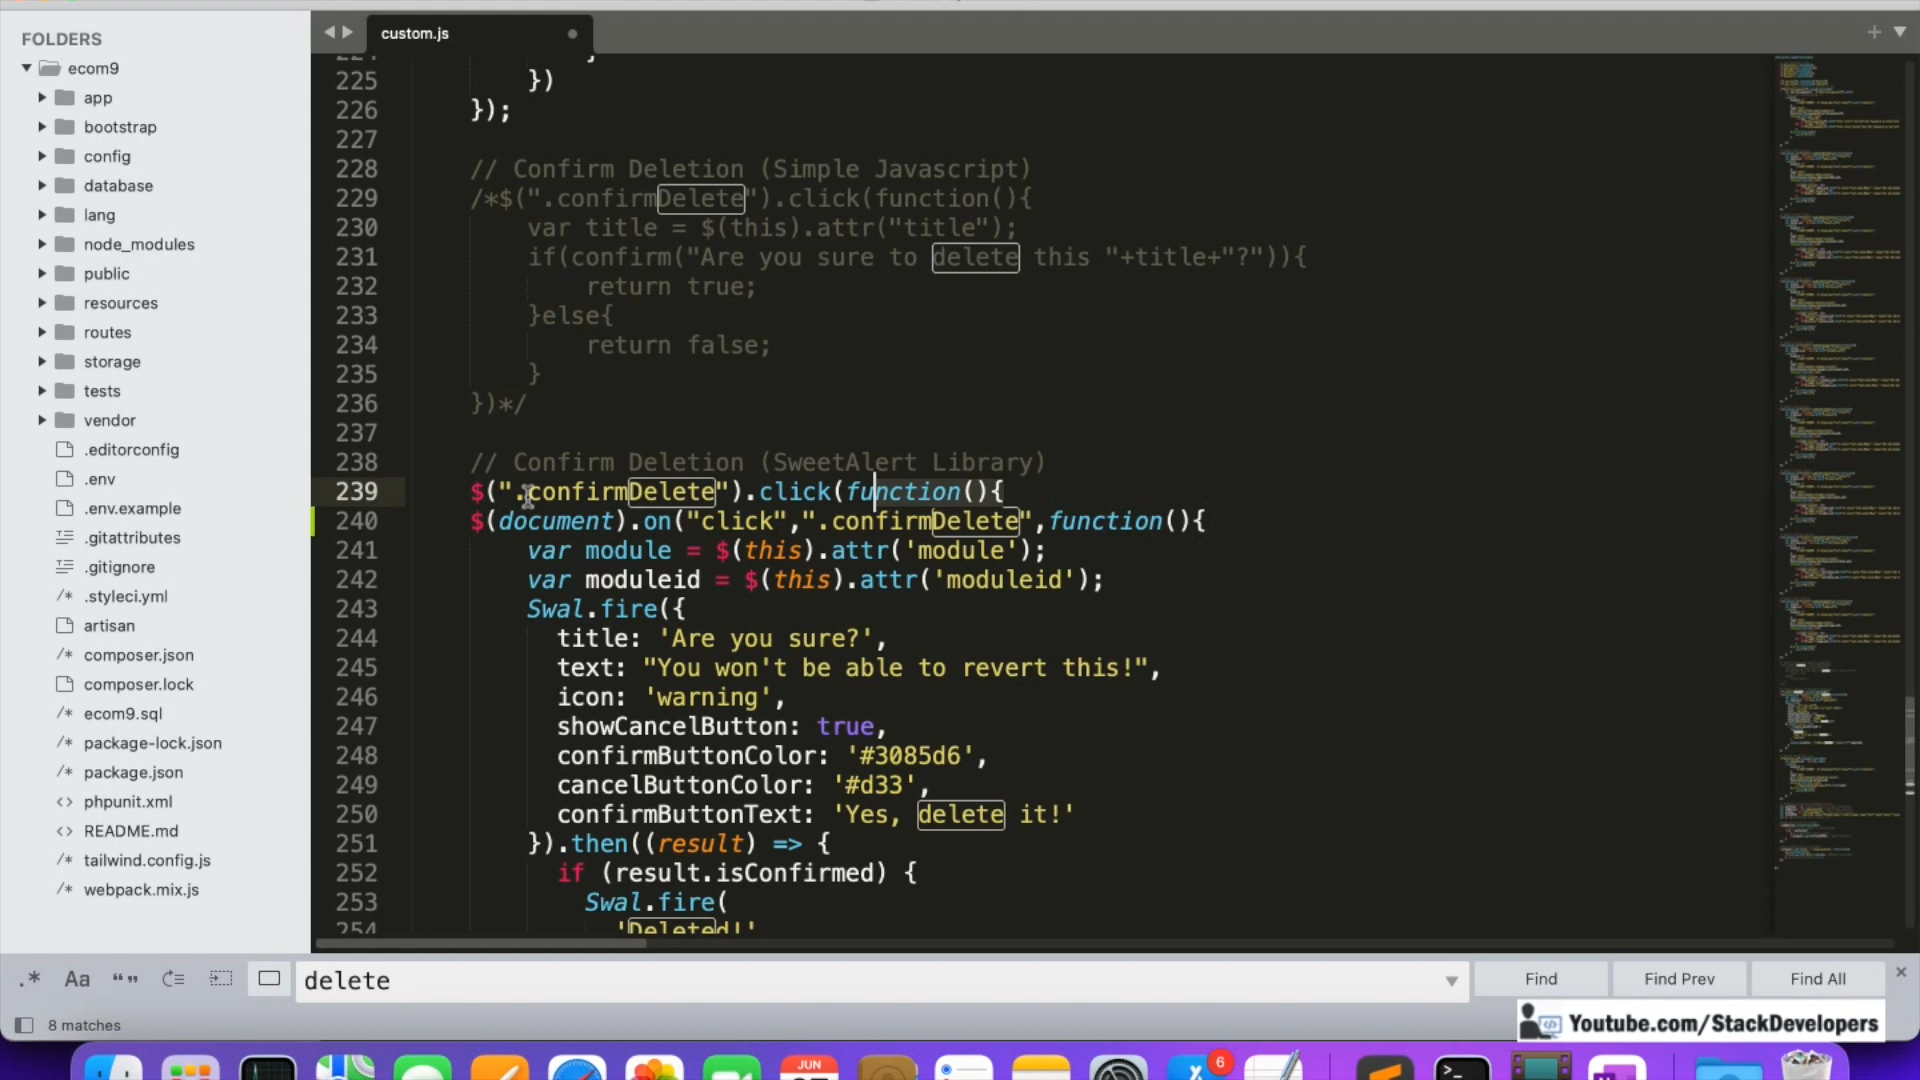 FOLDERS
ecom9
app
bootstrap
config
database
lang
node_modules
public
resources
routes
storage
tests
vendor
.editorconfig
.env
.env.example
.gitattributes
.gitignore
/* .styleci.yml
artisan
/* composer.json
composer.lock
/* ecom9.sql
/* package-lock.json
/* package.json
<> phpunit.xml
<> README.md
/* tailwind.config.js
/* webpack.mix.js
custom.js
225 })
226 });
227
228 // Confirm Deletion (Simple Javascript)
229 /*$(".confirmDelete").click(function(){
230 var title = $(this).attr("title");
231 if(confirm("Are you sure to delete this "+title+"?")){
232 return true;
233 }else{
234 return false;
235 }
236 })*/
237
238 // Confirm Deletion (SweetAlert Library)
239 $(".confirmDelete").click(function(){
240 $(document).on("click",".confirmDelete",function(){
241 var module = $(this).attr('module');
242 var moduleid = $(this).attr('moduleid');
243 Swal.fire({
244 title: 'Are you sure?',
245 text: "You won't be able to revert this!",
246 icon: 'warning',
247 showCancelButton: true,
248 confirmButtonColor: '#3085d6',
249 cancelButtonColor: '#d33',
250 confirmButtonText: 'Yes, delete it!'
251 }).then((result) => {
252 if (result.isConfirmed) {
253 Swal.fire(
254 'Deleted!'
.* Aa “” delete Find Find Prev Find All
8 matches
Youtube.com/StackDevelopers
JUN
6